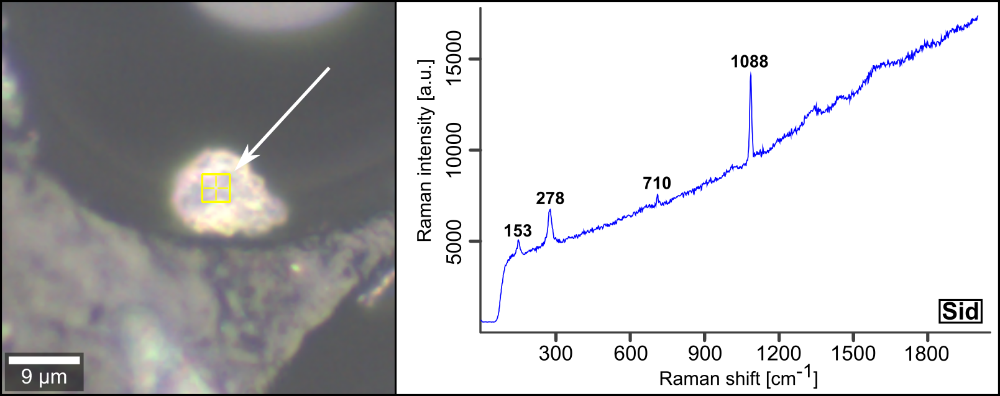 9 µm
Raman intensity [a.u.]
15000
10000
5000
1088
710
278
153
Sid
300 600 900 1200 1500 1800
Raman shift [cm-1]